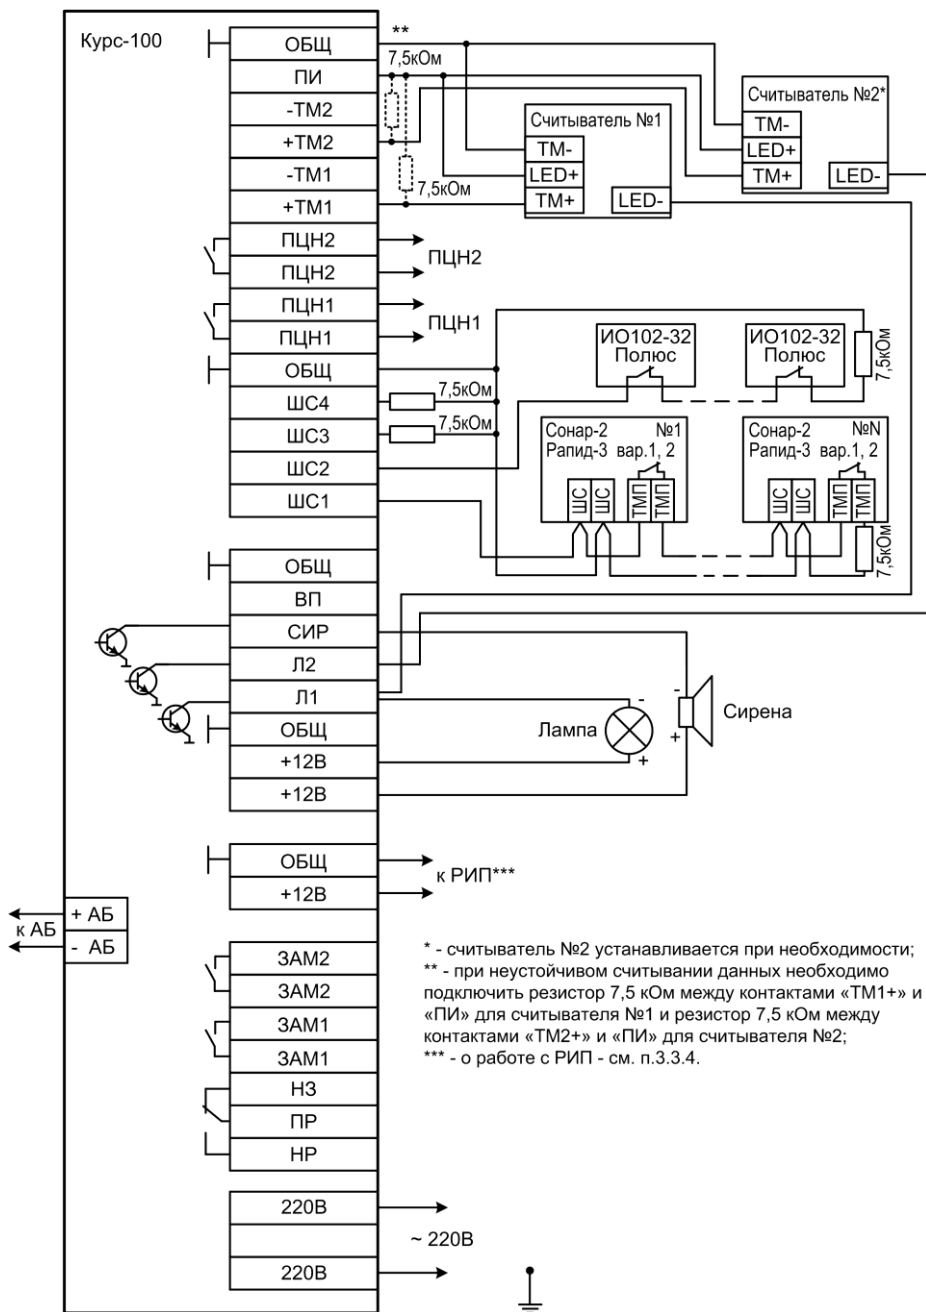 Курс-100
ОБЩ
ПИ
-ТМ2
+ТМ2
-ТМ1
+ТМ1
ПЦН2
ПЦН2
ПЦН1
ПЦН1
ОБЩ
ШС4
ШС3
ШС2
ШС1
**
7,5кОм
7,5кОм
Считыватель №1
ТМ-
LED+
ТМ+
LED-
Считыватель №2*
ТМ-
LED+
ТМ+
LED-
ПЦН2
ПЦН1
7,5кОм
7,5кОм
ИО102-32
Полюс
ИО102-32
Полюс
7,5кОм
Сонар-2 №1
Рапид-3 вар.1, 2
ШС
ШС
ТМП
ТМП
Сонар-2 №N
Рапид-3 вар.1, 2
ШС
ШС
ТМП
ТМП
7,5кОм
ОБЩ
ВП
СИР
Л2
Л1
ОБЩ
+12В
+12В
-
Лампа
+
-
Сирена
+
ОБЩ
+12В
к РИП***
+ АБ
к АБ
- АБ
ЗАМ2
ЗАМ2
ЗАМ1
ЗАМ1
НЗ
ПР
НР
* - считыватель №2 устанавливается при необходимости;
** - при неустойчивом считывании данных необходимо
подключить резистор 7,5 кОм между контактами «ТМ1+» и
«ПИ» для считывателя №1 и резистор 7,5 кОм между
контактами «ТМ2+» и «ПИ» для считывателя №2;
*** - о работе с РИП - см. п.3.3.4.
220В
~ 220В
220В